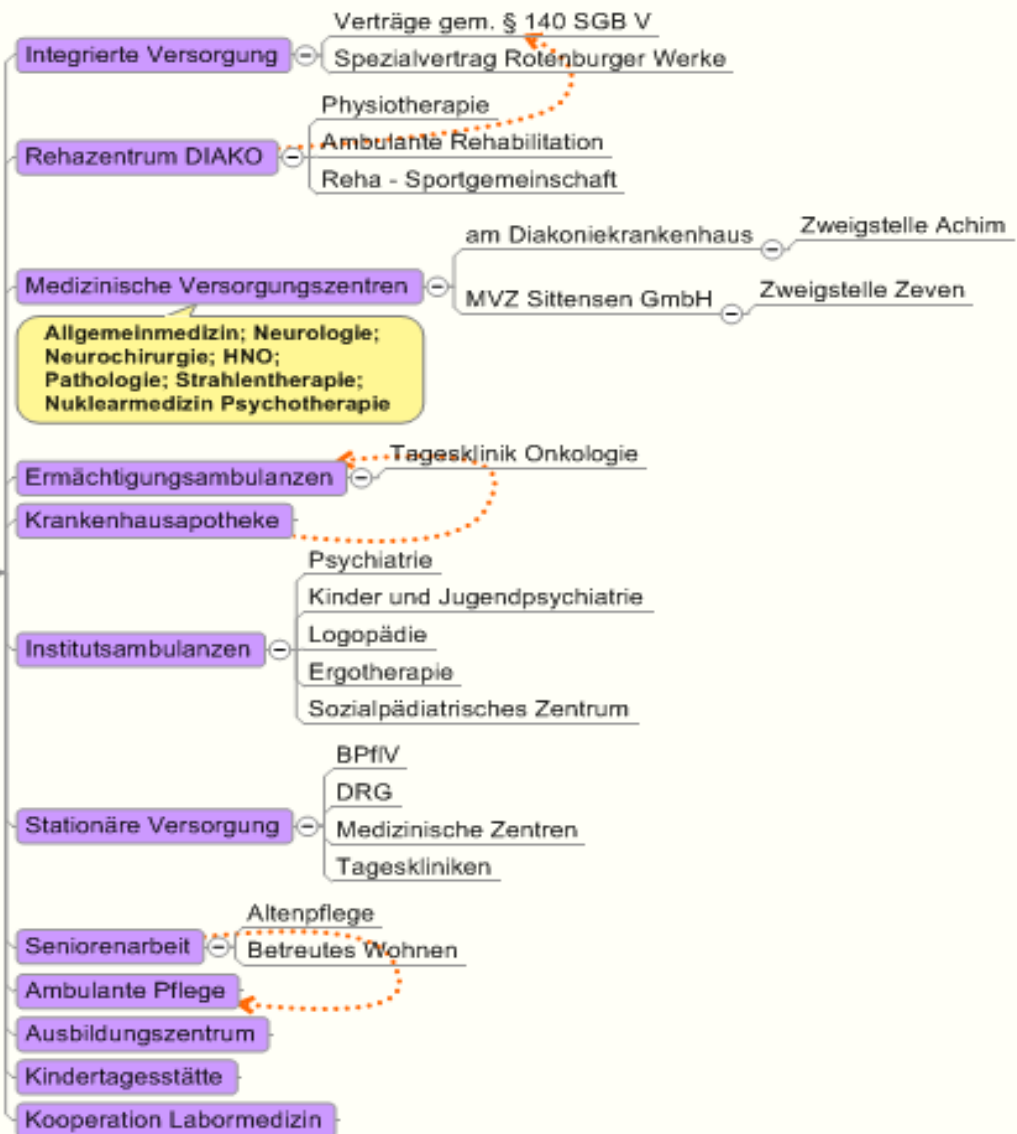 Verträge gem. § 140 SGB V
Integrierte Versorgung
Spezialvertrag Rotenburger Werke
Physiotherapie
Rehazentrum DIAKO
Ambulante Rehabilitation
Reha - Sportgemeinschaft
Medizinische Versorgungszentren
am Diakoniekrankenhaus
Zweigstelle Achim
MVZ Sittensen GmbH
Zweigstelle Zeven
Allgemeinmedizin; Neurologie;
Neurochirurgie; HNO;
Pathologie; Strahlentherapie;
Nuklearmedizin Psychotherapie
Ermächtigungsambulanzen
Tagesklinik Onkologie
Krankenhausapotheke
Institutsambulanzen
Psychiatrie
Kinder und Jugendpsychiatrie
Logopädie
Ergotherapie
Sozialpädiatrisches Zentrum
Stationäre Versorgung
BPflV
DRG
Medizinische Zentren
Tageskliniken
Seniorenarbeit
Altenpflege
Betreutes Wohnen
Ambulante Pflege
Ausbildungszentrum
Kindertagesstätte
Kooperation Labormedizin